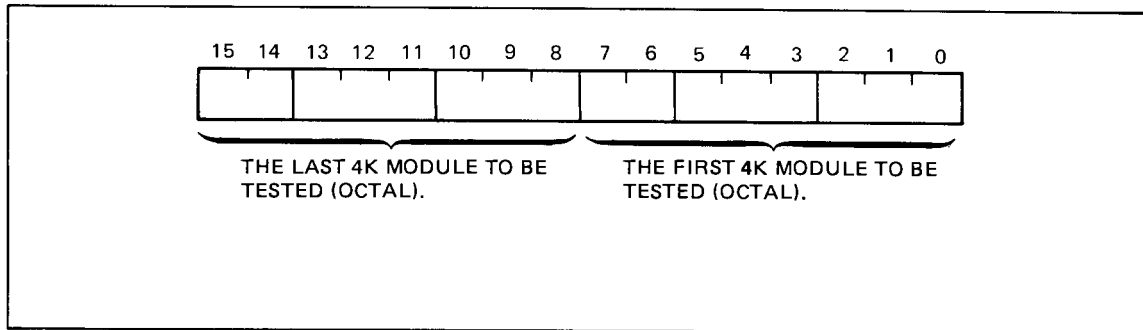 15 14 13 12 11 10 9 8 7 6 5 4 3 2 1 0
THE LAST 4K MODULE TO BE
TESTED (OCTAL).
THE FIRST 4K MODULE TO BE
TESTED (OCTAL).